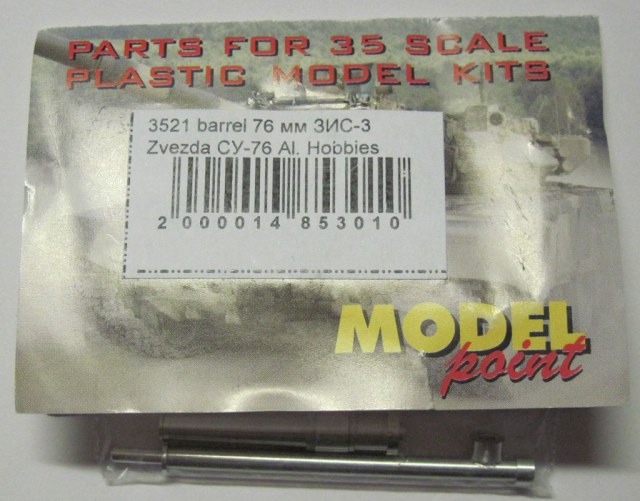 PARTS FOR 35 SCALE
PLASTIC MODEL KITS
3521 barrel 76 мм ЗИС-3
Zvezda СУ-76 Al. Hobbies
2 000014 853010
MODEL
point